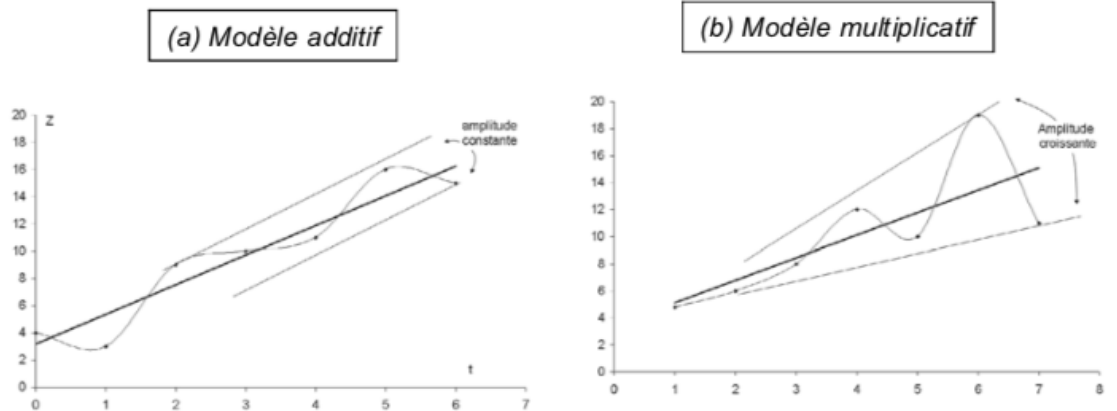 (a) Modèle additif
(b) Modèle multiplicatif
20
18
16
14
12
10
8
6
4
2
0
Z
amplitude
constante
t
0 1 2 3 4 5 6 7
20
18
16
14
12
10
8
6
4
2
0
Amplitude
croissante
0 1 2 3 4 5 6 7 8